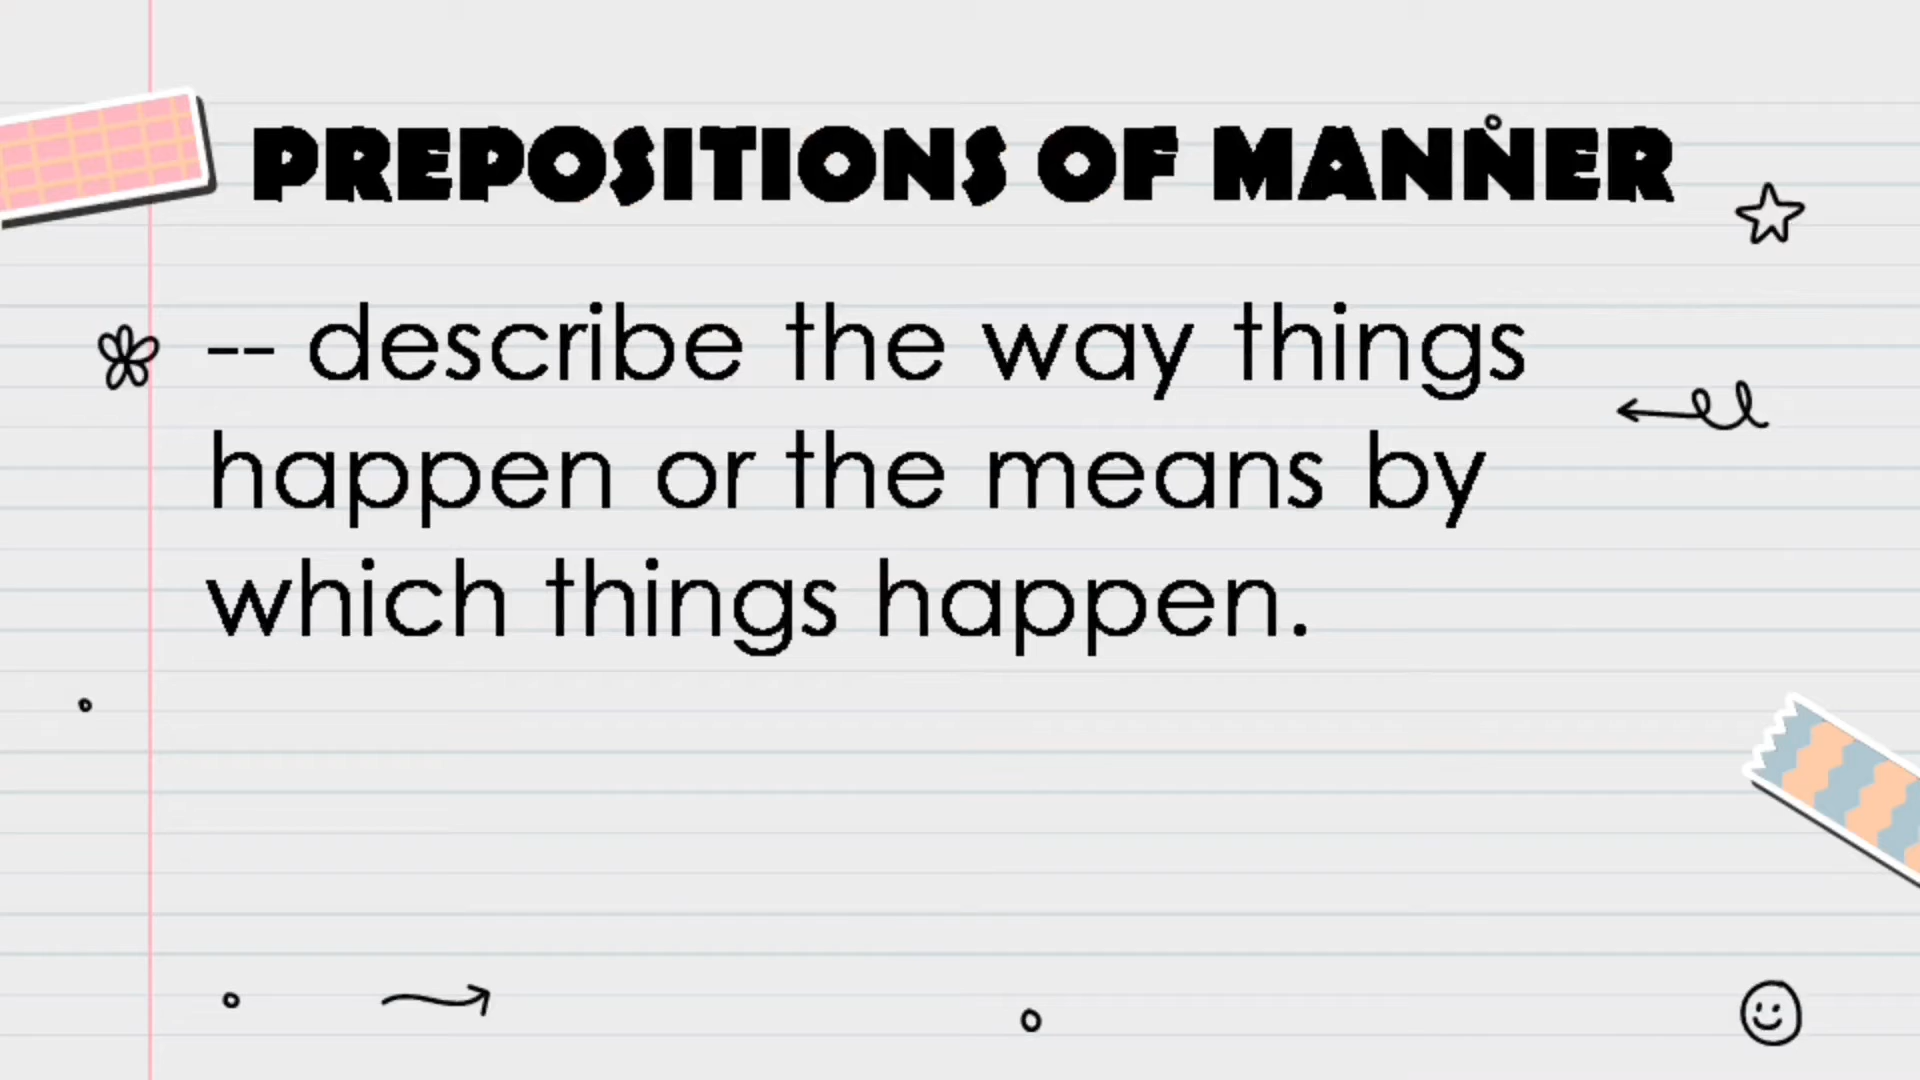 PREPOSITIONS OF MANNER
-- describe the way things
happen or the means by
which things happen.